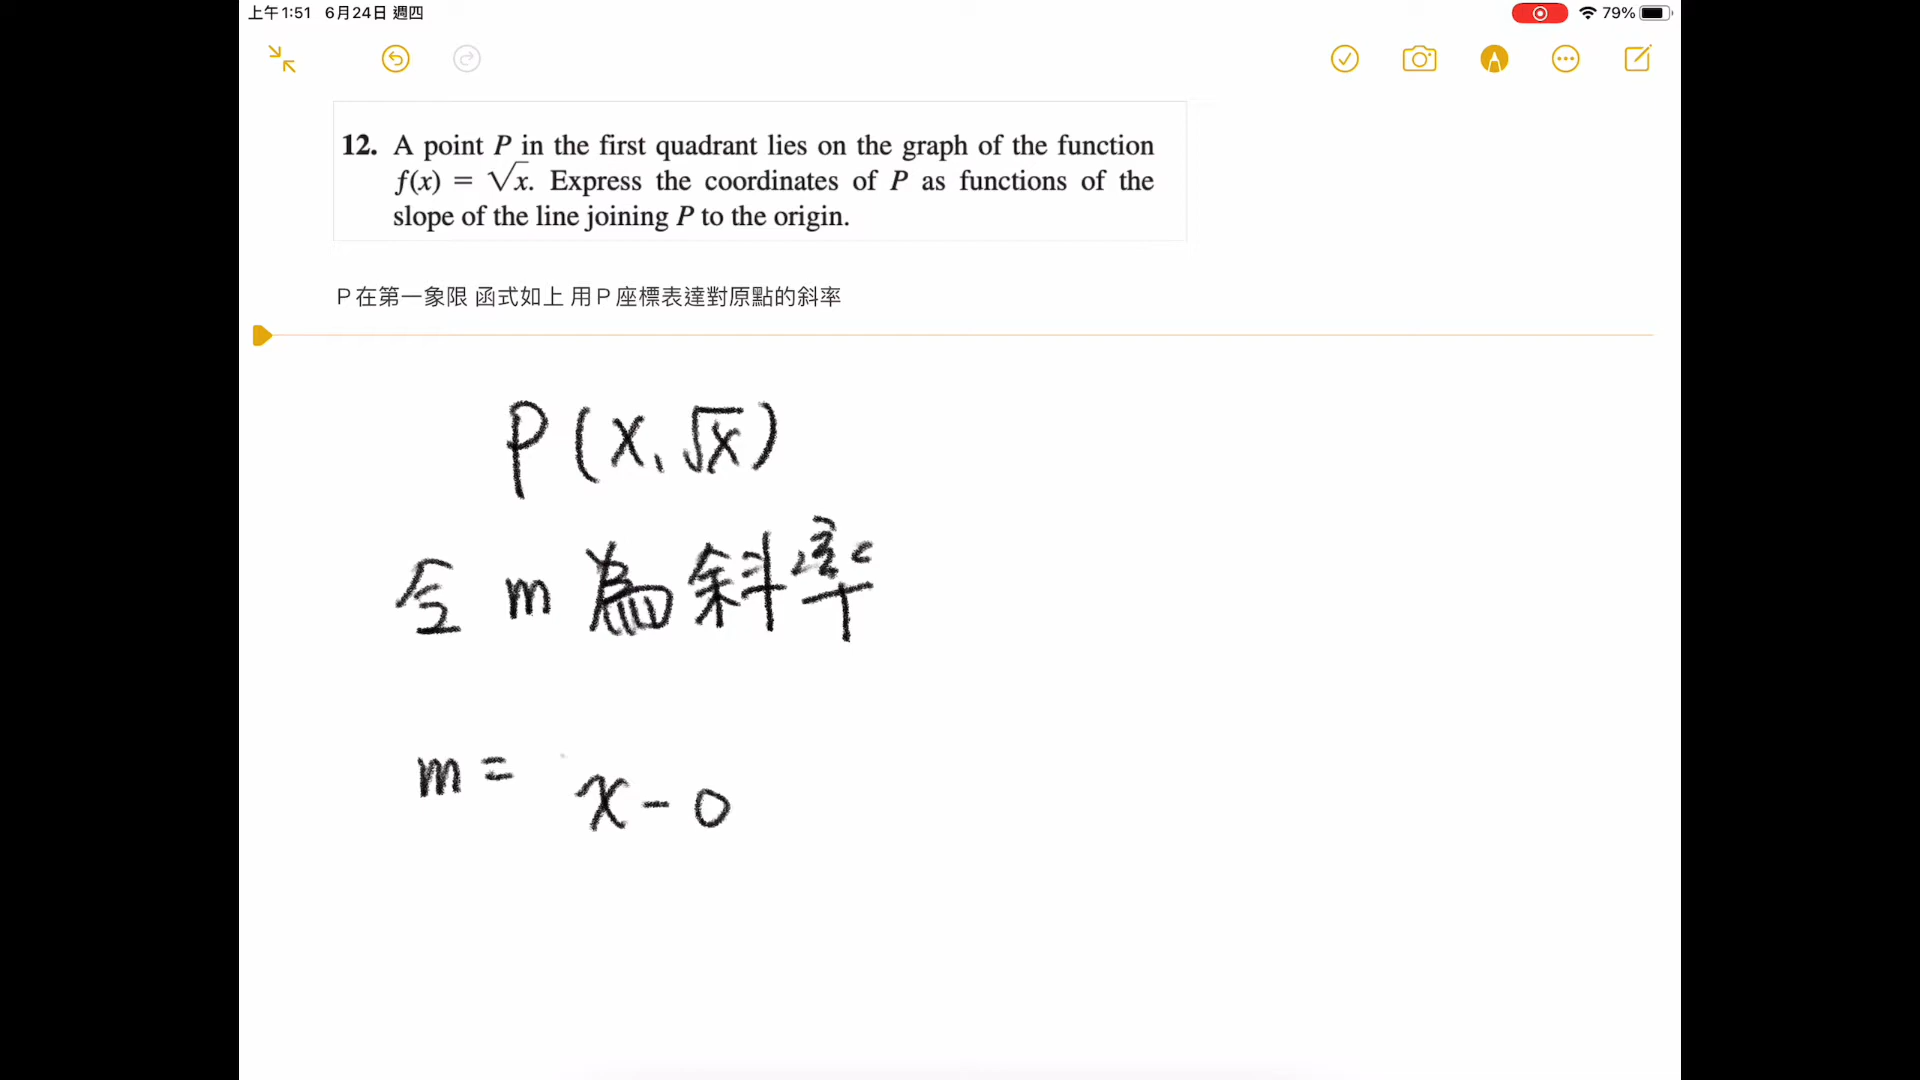 上午1:51 6月24日 週四
79%
12. A point P in the first quadrant lies on the graph of the function
f(x) = √x. Express the coordinates of P as functions of the
slope of the line joining P to the origin.
P在第一象限 函式如上 用P座標表達對原點的斜率
P(x, √x)
令 m 為斜率
m =
x - 0